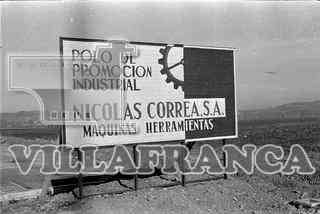 POLO DE
PROMOCION
INDUSTRIAL
NICOLAS CORREA,S.A.
MAQUINAS HERRAMIENTAS
VILLAFRANCA